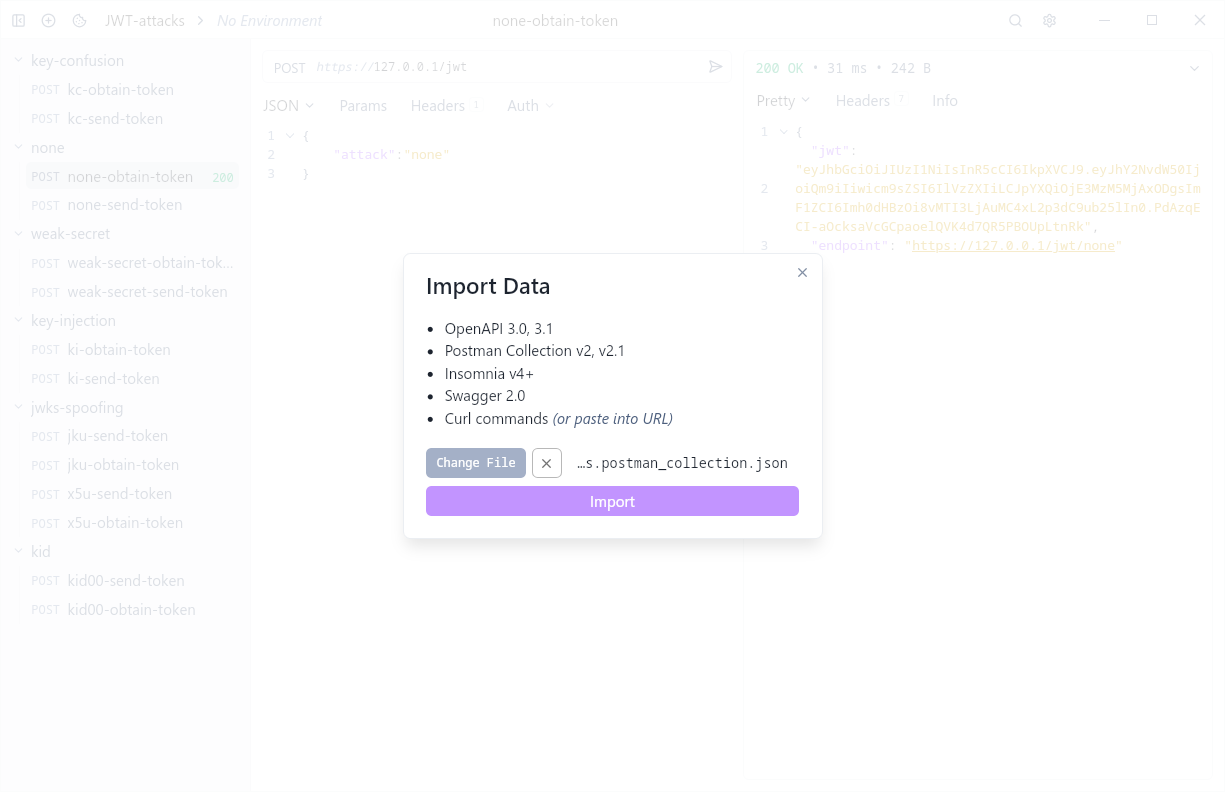 JWT-attacks > No Environment
none-obtain-token
key-confusion
POST kc-obtain-token
POST kc-send-token
none
POST none-obtain-token 200
POST none-send-token
weak-secret
POST weak-secret-obtain-tok...
POST weak-secret-send-token
key-injection
POST ki-obtain-token
POST ki-send-token
jwks-spoofing
POST jku-send-token
POST jku-obtain-token
POST x5u-send-token
POST x5u-obtain-token
kid
POST kid00-send-token
POST kid00-obtain-token
POST https://127.0.0.1/jwt
JSON Params Headers 1 Auth
1 {
2 "attack":"none"
3 }
200 OK • 31 ms • 242 B
Pretty Headers 7 Info
1 {
"jwt":
"eyJhbGciOiJIUzI1NiIsInR5cCI6IkpXVCJ9.eyJhY2NvdW50Ij
2 oiQm9iIiwicm9sZSI6IlVzZXIiLCJpYXQiOjE3MzM5MjAxODgsIm
F1ZCI6Imh0dHBzOi8vMTI3LjAuMC4xL2p3dC9ub25lIn0.PdAzqE
CI-aOcksaVcGCpaoelQVK4d7QR5PBOUpLtnRk",
3 "endpoint": "https://127.0.0.1/jwt/none"
Import Data
• OpenAPI 3.0, 3.1
• Postman Collection v2, v2.1
• Insomnia v4+
• Swagger 2.0
• Curl commands (or paste into URL)
Change File …s.postman_collection.json
Import